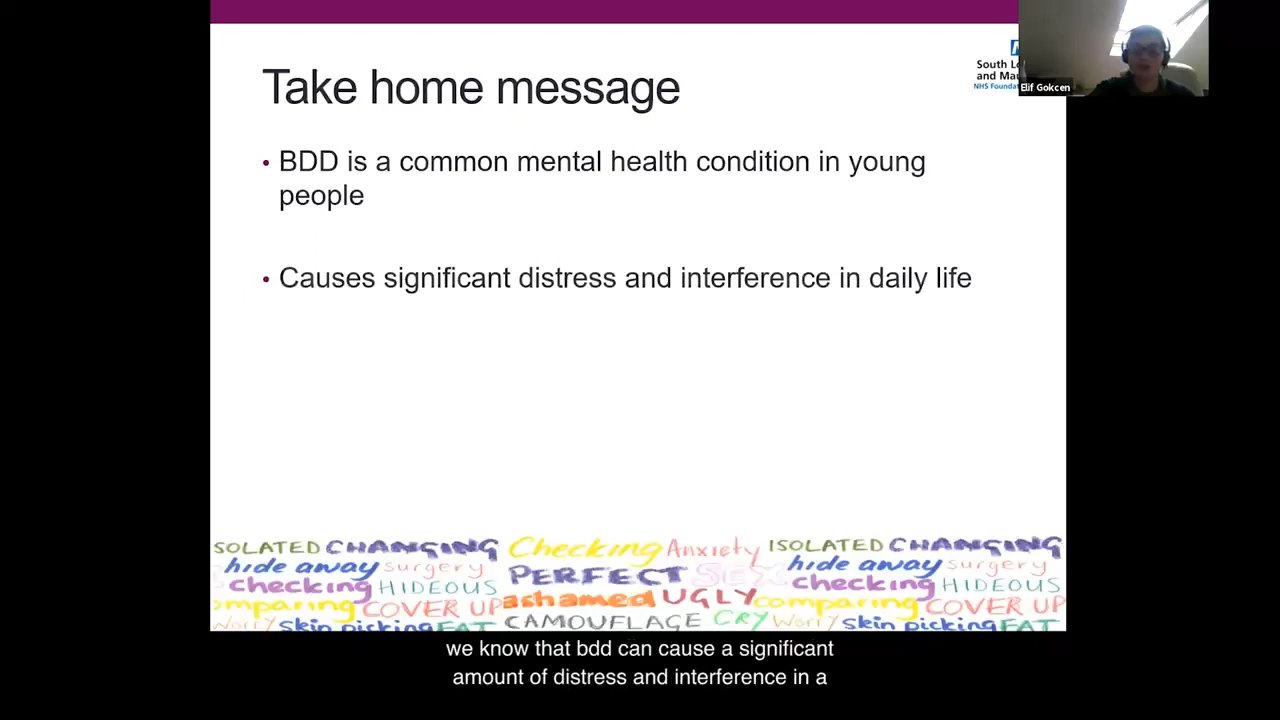 Take home message
South Lo
and Mau
NHS Foundat
Elif Gokcen
• BDD is a common mental health condition in young
people
• Causes significant distress and interference in daily life
SOLATED CHANGING Checking Anxiety ISOLATED CHANGING
hide away surgery PERFECT SEX hide away surgery
checking HIDEOUS checking HIDEOUS
omparing COVER UP ashamed UGLY comparing COVER UP
Worry skin picking FAT CAMOUFLAGE CRY Worry skin picking FAT
we know that bdd can cause a significant
amount of distress and interference in a